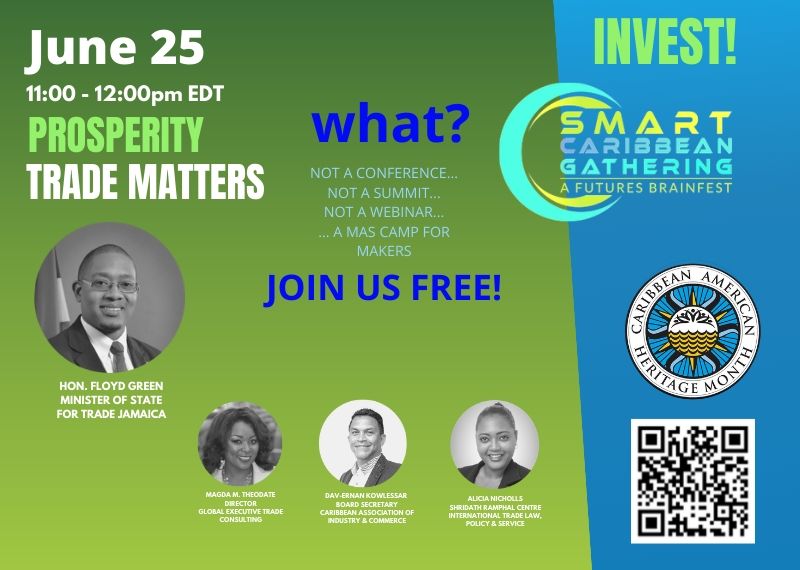 June 25
11:00 - 12:00pm EDT
PROSPERITY
TRADE MATTERS
what?
NOT A CONFERENCE...
NOT A SUMMIT...
NOT A WEBINAR...
... A MAS CAMP FOR
MAKERS
JOIN US FREE!
INVEST!
SMART
CARIBBEAN
GATHERING
A FUTURES BRAINFEST
CARIBBEAN AMERICAN
HERITAGE MONTH
HON. FLOYD GREEN
MINISTER OF STATE
FOR TRADE JAMAICA
MAGDA M. THEODATE
DIRECTOR
GLOBAL EXECUTIVE TRADE
CONSULTING
DAV-ERNAN KOWLESSAR
BOARD SECRETARY
CARIBBEAN ASSOCIATION OF
INDUSTRY & COMMERCE
ALICIA NICHOLLS
SHRIDATH RAMPHAL CENTRE
INTERNATIONAL TRADE LAW,
POLICY & SERVICE